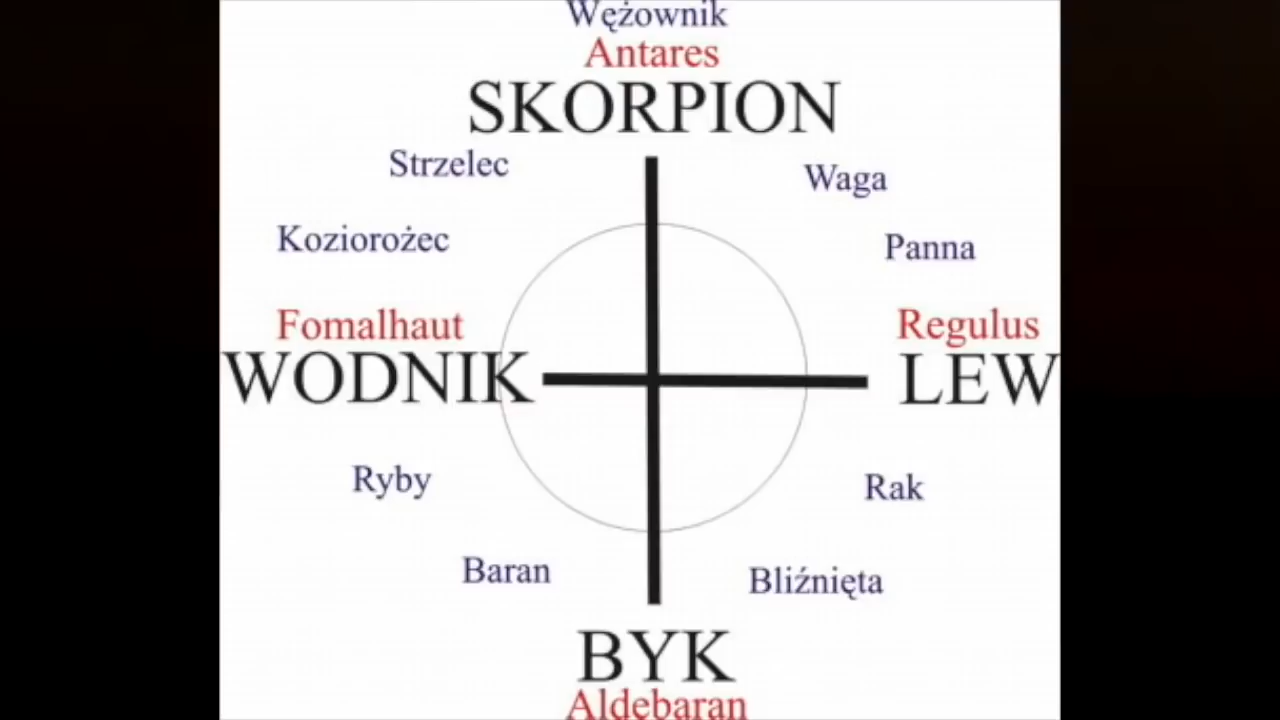 Wężownik
Antares
SKORPION
Strzelec
Waga
Koziorożec
Panna
Fomalhaut
Regulus
WODNIK
LEW
Ryby
Rak
Baran
Bliźnięta
BYK
Aldebaran